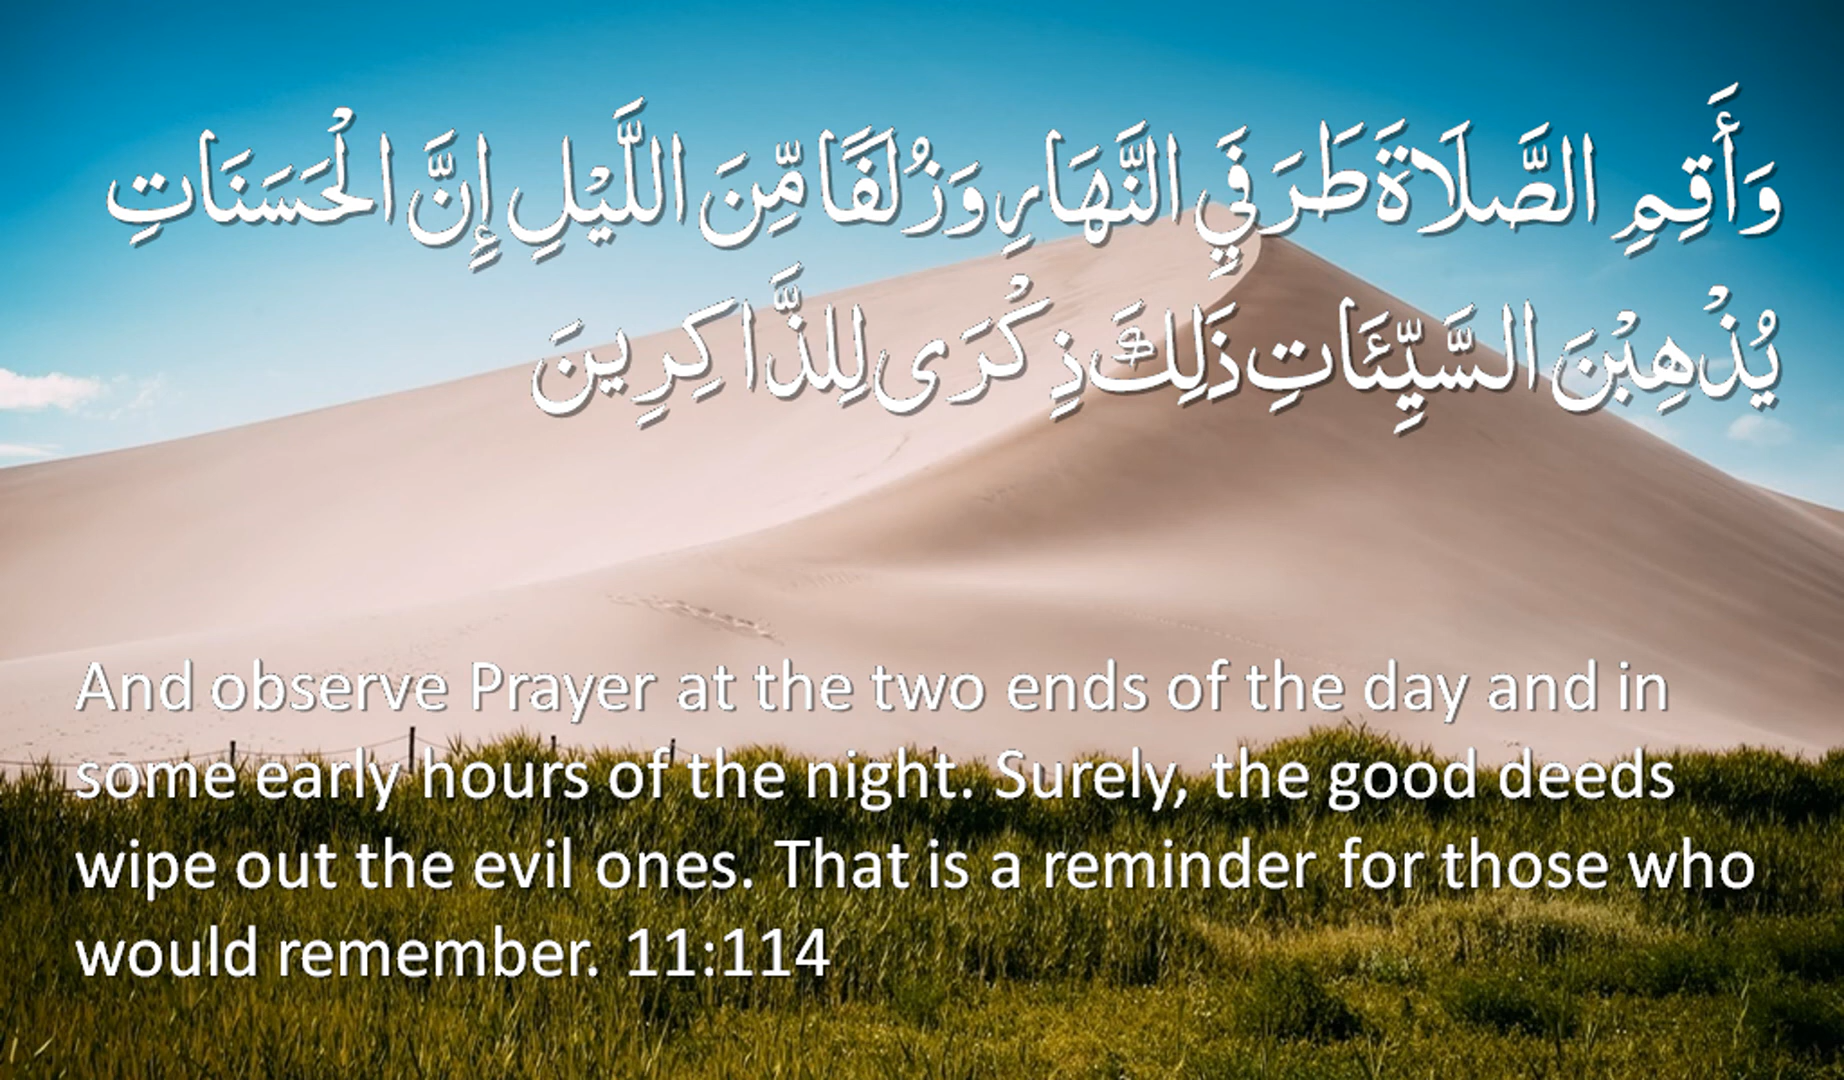 وَأَقِمِ الصَّلَاةَ طَرَفَيِ النَّهَارِ وَزُلَفًا مِّنَ اللَّيْلِ إِنَّ الْحَسَنَاتِ
يُذْهِبْنَ السَّيِّئَاتِ ذَلِكَ ذِكْرَى لِلذَّاكِرِينَ
And observe Prayer at the two ends of the day and in
some early hours of the night. Surely, the good deeds
wipe out the evil ones. That is a reminder for those who
would remember. 11:114